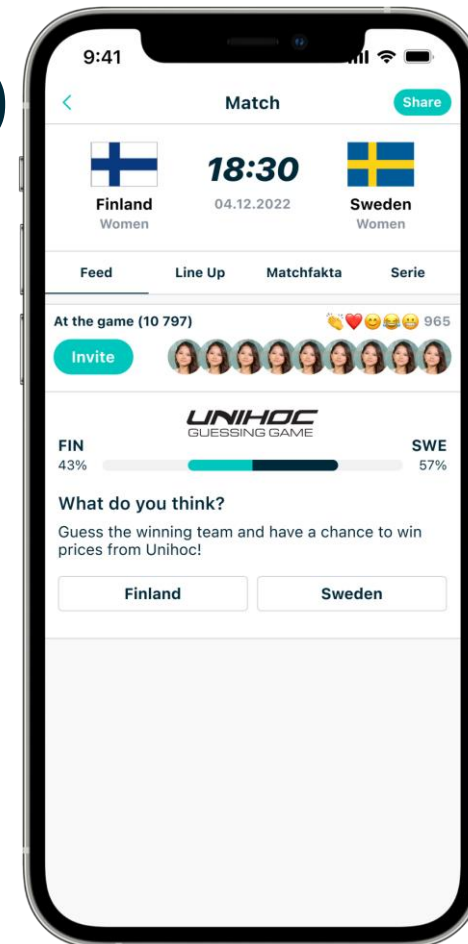 9:41
Match
Share
18:30
Finland
04.12.2022
Sweden
Women
Women
Feed
Line Up
Matchfakta
Serie
At the game (10 797)
965
Invite
UNIHOC
GUESSING GAME
FIN
SWE
43%
57%
What do you think?
Guess the winning team and have a chance to win
prices from Unihoc!
Finland
Sweden